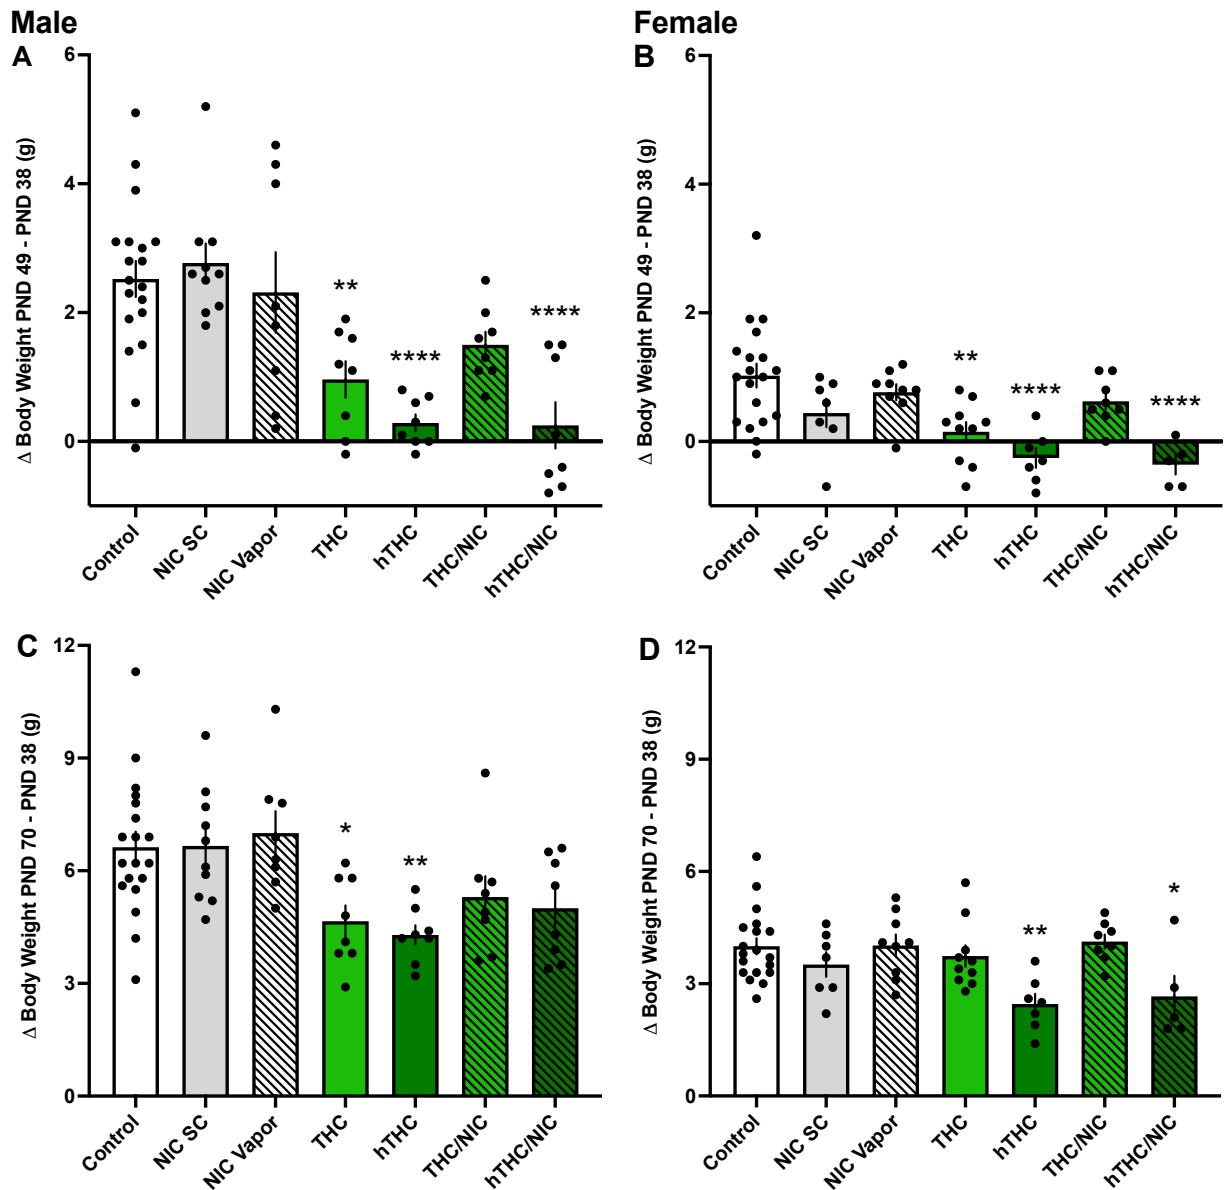 Male
Female
A
B
Δ Body Weight PND 49 - PND 38 (g)
6
4
2
0
**
****
****
Control
NIC SC
NIC Vapor
THC
hTHC
THC/NIC
hTHC/NIC
Δ Body Weight PND 49 - PND 38 (g)
6
4
2
0
**
****
****
Control
NIC SC
NIC Vapor
THC
hTHC
THC/NIC
hTHC/NIC
C
D
Δ Body Weight PND 70 - PND 38 (g)
12
9
6
3
0
*
**
Control
NIC SC
NIC Vapor
THC
hTHC
THC/NIC
hTHC/NIC
Δ Body Weight PND 70 - PND 38 (g)
12
9
6
3
0
**
*
Control
NIC SC
NIC Vapor
THC
hTHC
THC/NIC
hTHC/NIC